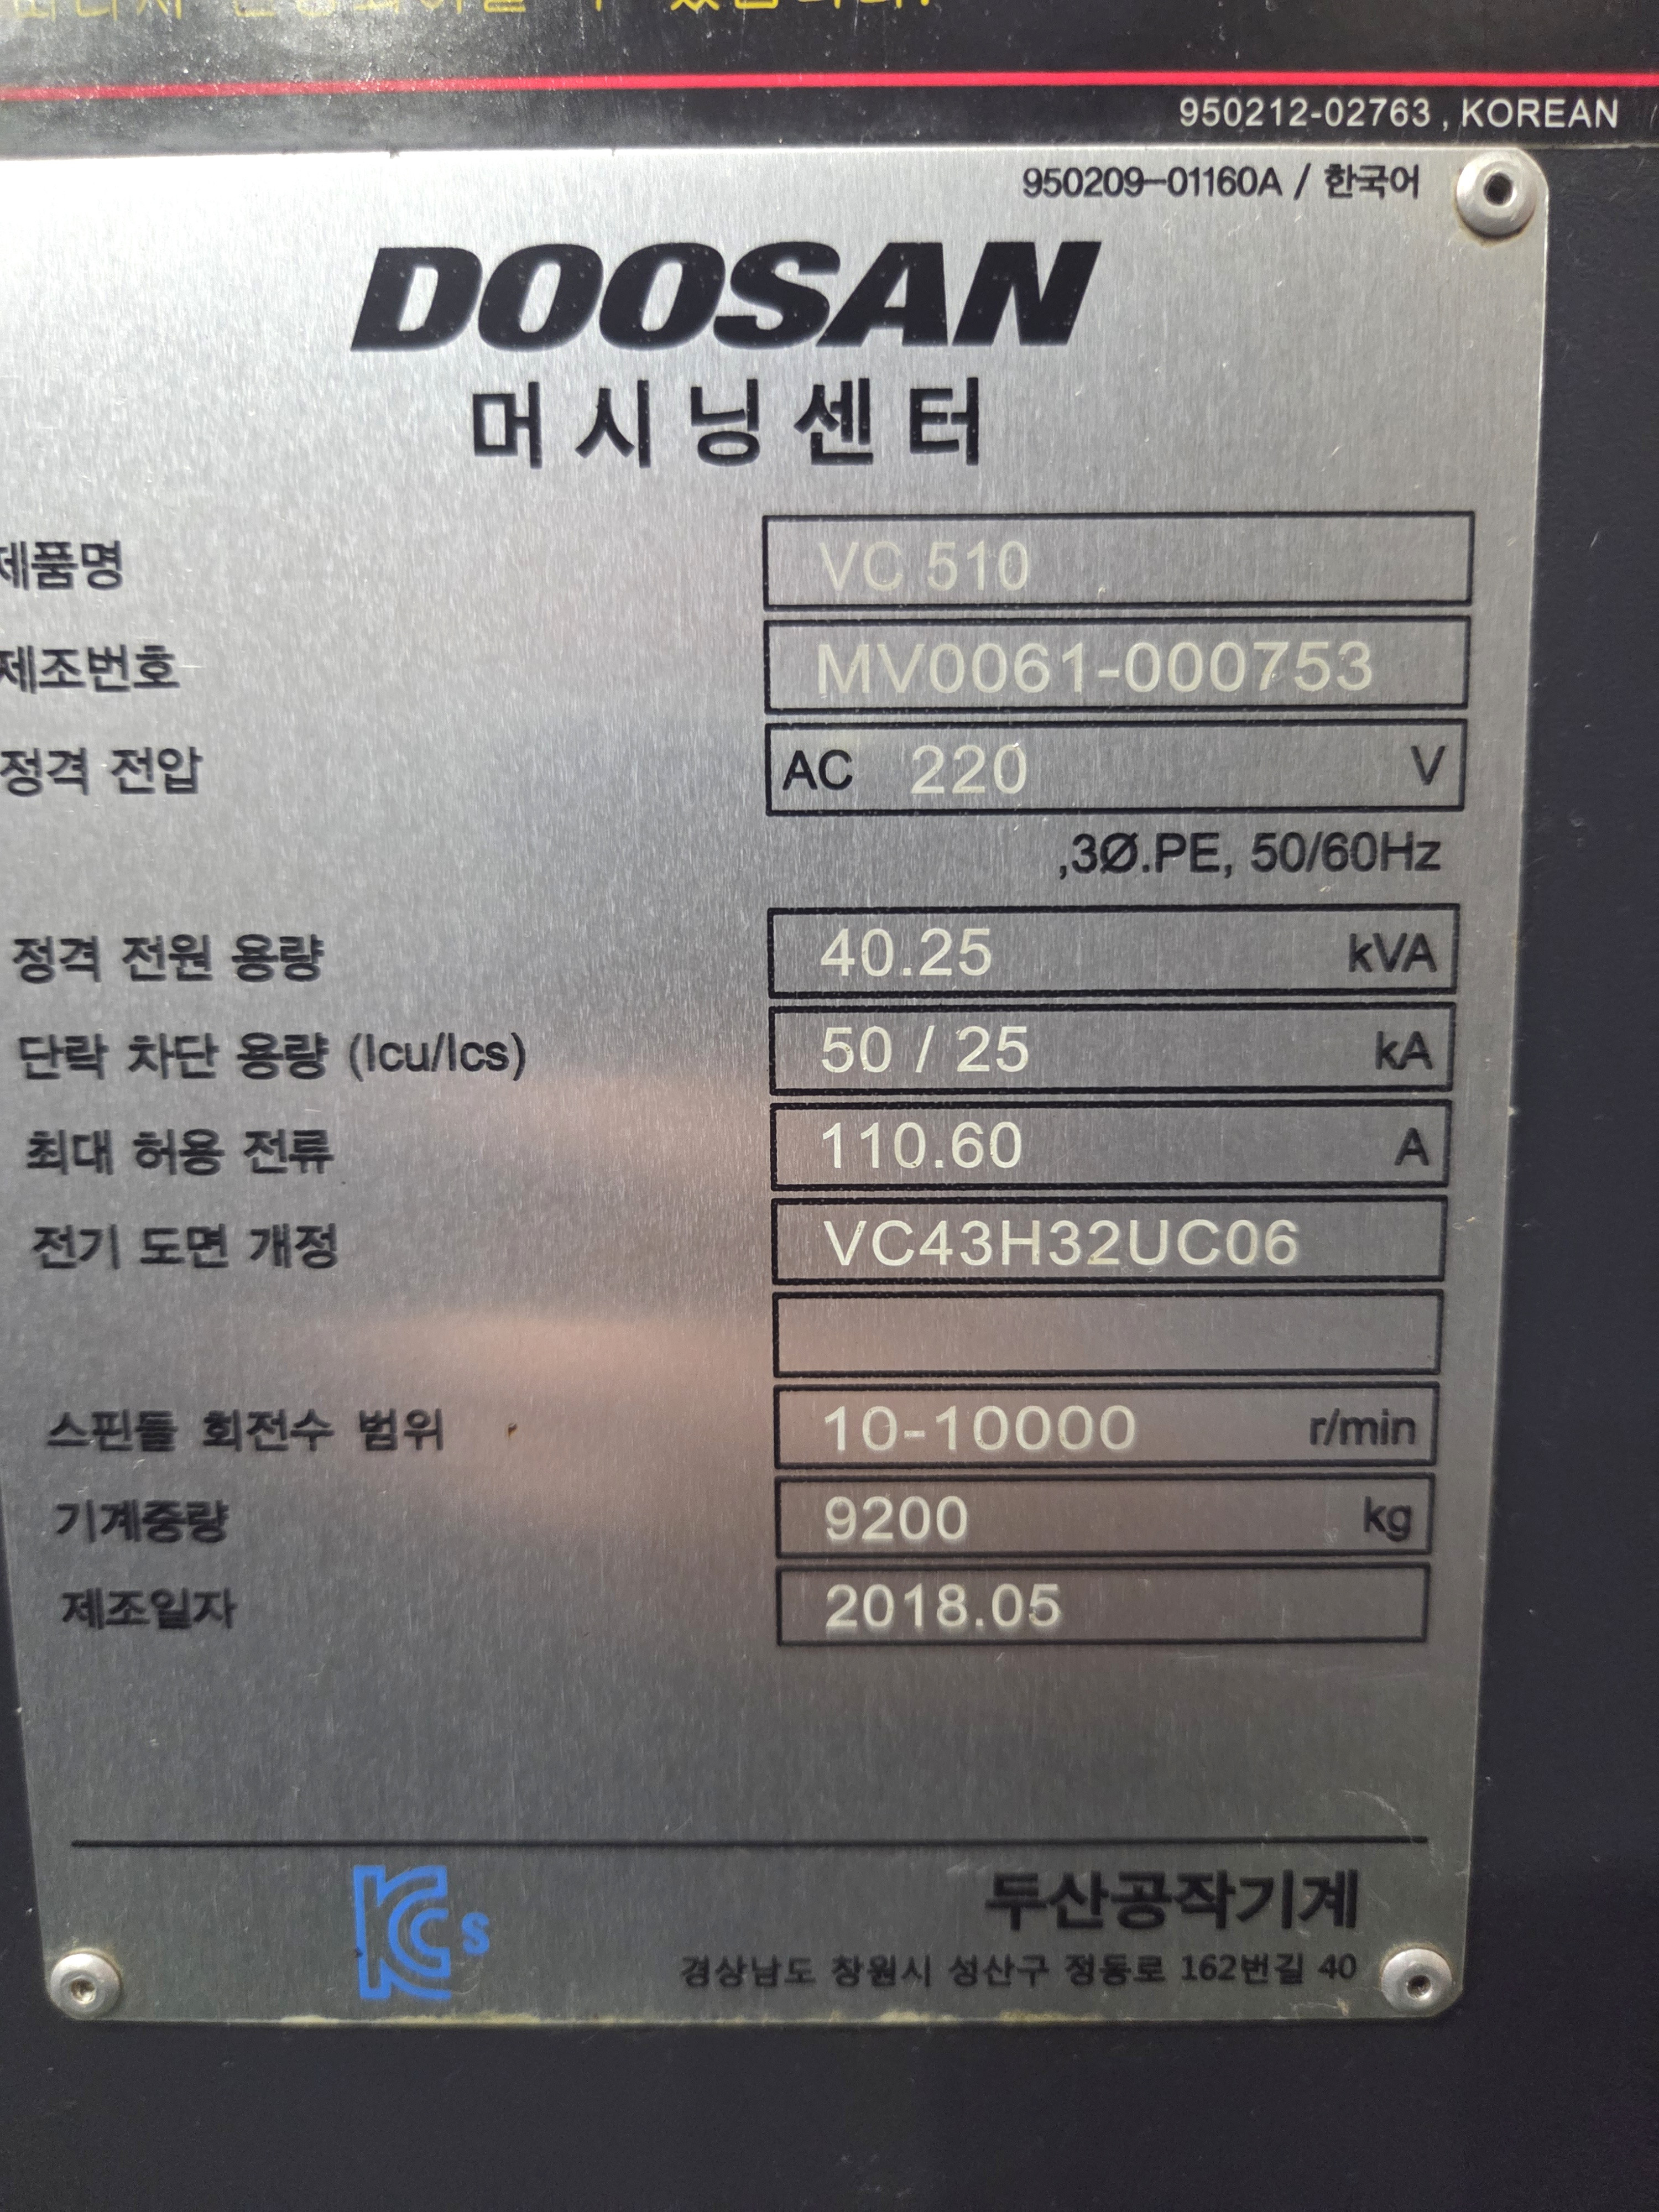 950212-02763 , KOREAN
950209-01160A / 한국어
DOOSAN
머시닝센터
제품명 VC 510
제조번호 MV0061-000753
정격 전압 AC 220 V
,3Ø.PE, 50/60Hz
정격 전원 용량 40.25 kVA
단락 차단 용량 (Icu/Ics) 50 / 25 kA
최대 허용 전류 110.60 A
전기 도면 개정 VC43H32UC06
스핀들 회전수 범위 10-10000 r/min
기계중량 9200 kg
제조일자 2018.05
KCs
두산공작기계
경상남도 창원시 성산구 정동로 162번길 40